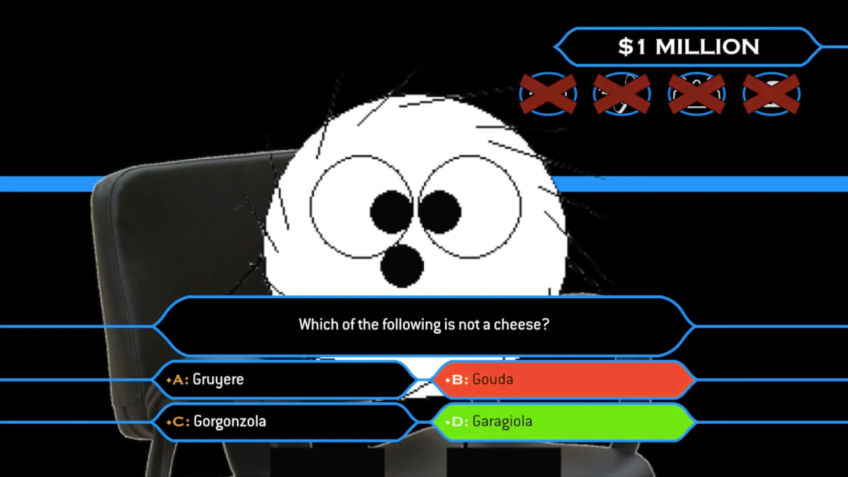 $1 MILLION
Which of the following is not a cheese?
•A: Gruyere
•B: Gouda
•C: Gorgonzola
•D: Garagiola